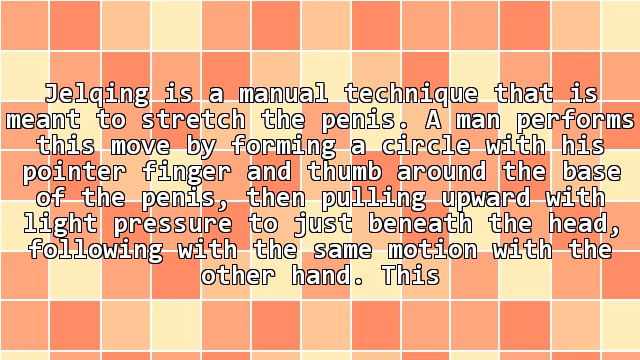 Jelqing is a manual technique that is
meant to stretch the penis. A man performs
this move by forming a circle with his
pointer finger and thumb around the base
of the penis, then pulling upward with
light pressure to just beneath the head,
following with the same motion with the
other hand. This